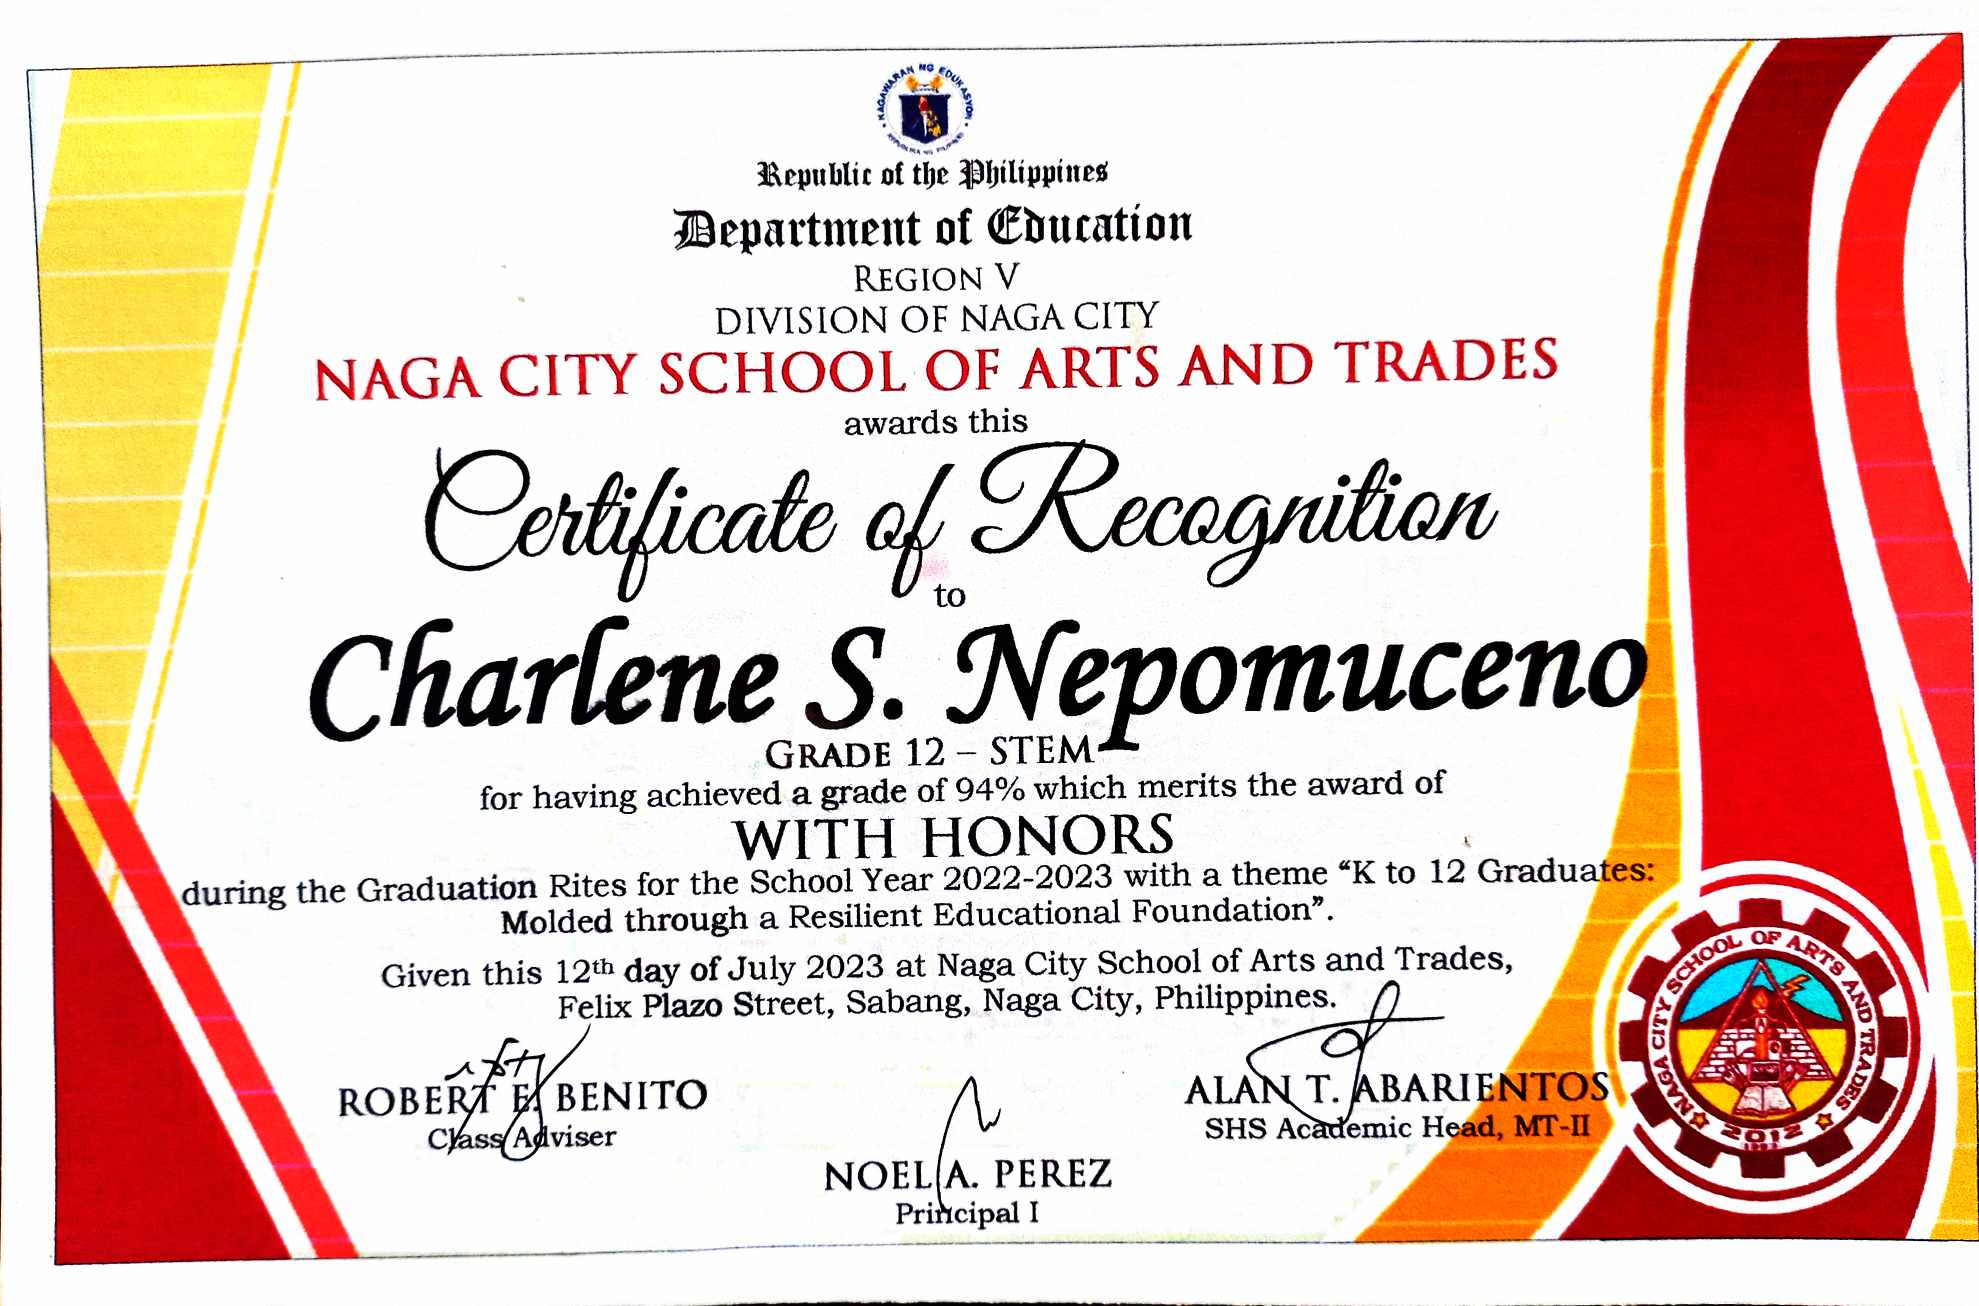 KAGAWARAN NG EDUKASYON
REPUBLIKA NG PILIPINAS
Republic of the Philippines
Department of Education
REGION V
DIVISION OF NAGA CITY
NAGA CITY SCHOOL OF ARTS AND TRADES
awards this
Certificate of Recognition
to
Charlene S. Nepomuceno
GRADE 12 – STEM
for having achieved a grade of 94% which merits the award of
WITH HONORS
during the Graduation Rites for the School Year 2022-2023 with a theme “K to 12 Graduates:
Molded through a Resilient Educational Foundation”.
Given this 12th day of July 2023 at Naga City School of Arts and Trades,
Felix Plazo Street, Sabang, Naga City, Philippines.
ROBERT E. BENITO
Class Adviser
ALAN T. ABARIENTOS
SHS Academic Head, MT-II
NOEL A. PEREZ
Principal I
NAGA CITY SCHOOL OF ARTS AND TRADES
2012